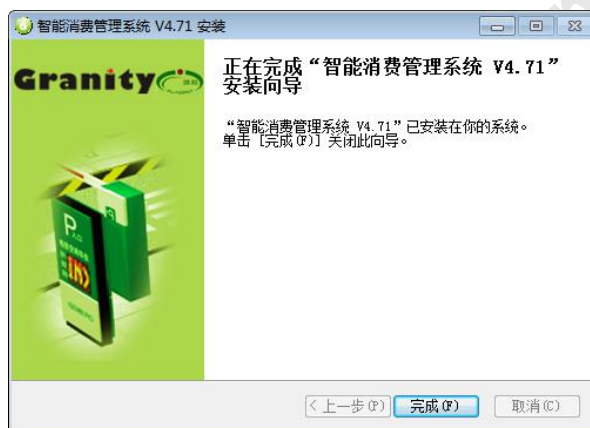 智能消费管理系统 V4.71 安装
Granity
正在完成“智能消费管理系统 V4.71”
安装向导
“智能消费管理系统 V4.71”已安装在你的系统。
单击 [完成(F)] 关闭此向导。
P
入口
< 上一步(P)
完成(F)
取消(C)